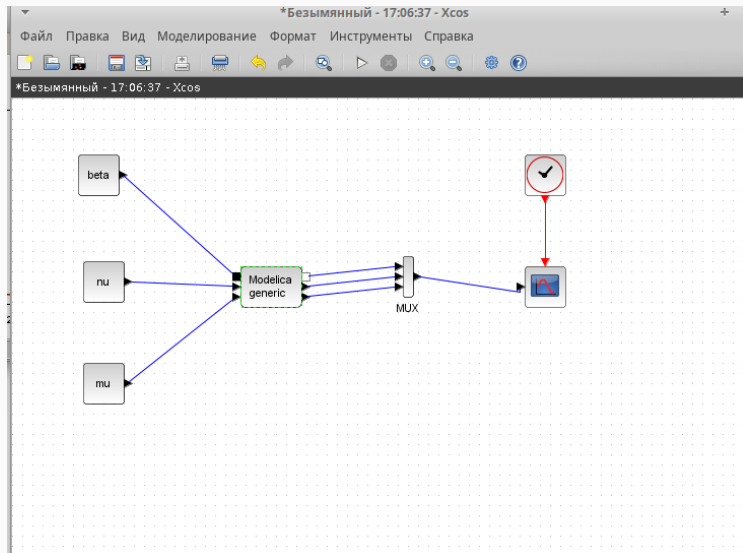 *Безымянный - 17:06:37 - Xcos
Файл Правка Вид Моделирование Формат Инструменты Справка
*Безымянный - 17:06:37 - Xcos
beta
nu
Modelica
generic
MUX
mu